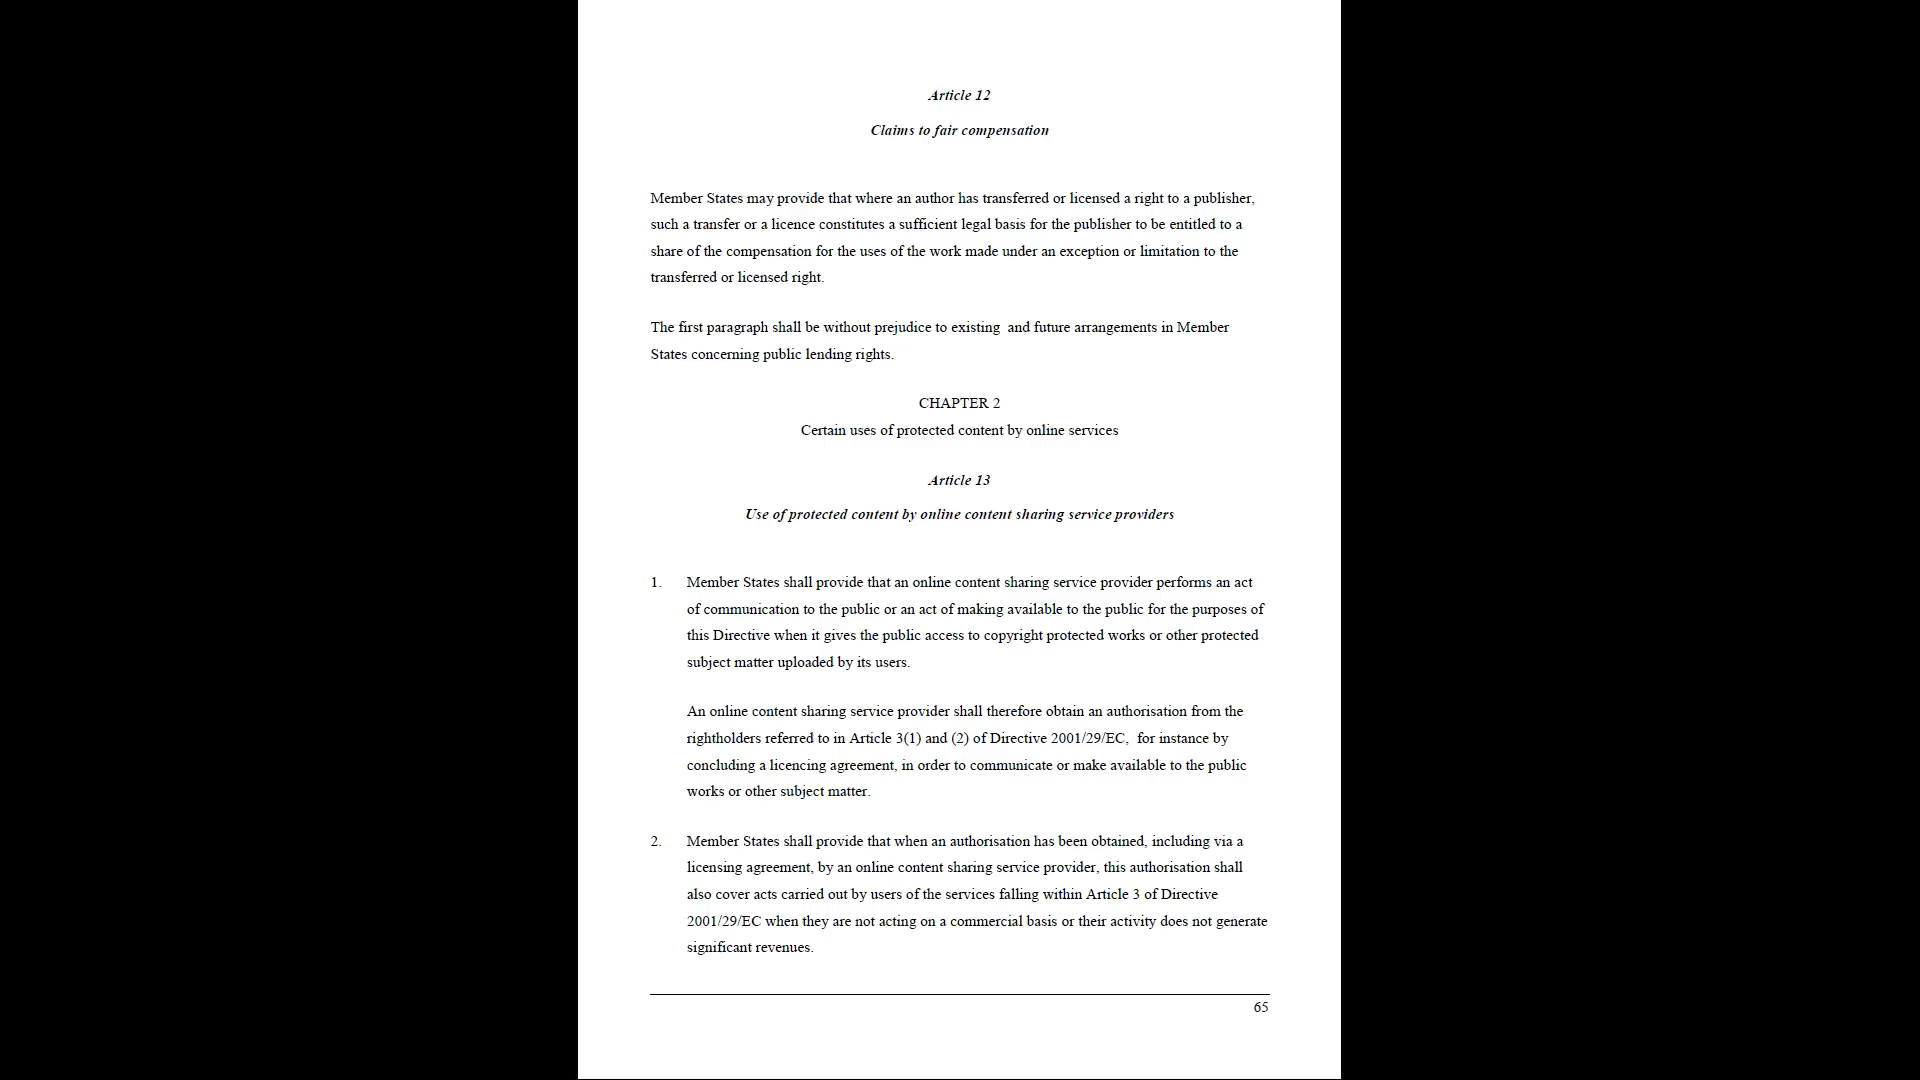 Article 12
Claims to fair compensation
Member States may provide that where an author has transferred or licensed a right to a publisher,
such a transfer or a licence constitutes a sufficient legal basis for the publisher to be entitled to a
share of the compensation for the uses of the work made under an exception or limitation to the
transferred or licensed right.
The first paragraph shall be without prejudice to existing  and future arrangements in Member
States concerning public lending rights.
CHAPTER 2
Certain uses of protected content by online services
Article 13
Use of protected content by online content sharing service providers
1. Member States shall provide that an online content sharing service provider performs an act
of communication to the public or an act of making available to the public for the purposes of
this Directive when it gives the public access to copyright protected works or other protected
subject matter uploaded by its users.
An online content sharing service provider shall therefore obtain an authorisation from the
rightholders referred to in Article 3(1) and (2) of Directive 2001/29/EC,  for instance by
concluding a licencing agreement, in order to communicate or make available to the public
works or other subject matter.
2. Member States shall provide that when an authorisation has been obtained, including via a
licensing agreement, by an online content sharing service provider, this authorisation shall
also cover acts carried out by users of the services falling within Article 3 of Directive
2001/29/EC when they are not acting on a commercial basis or their activity does not generate
significant revenues.
65